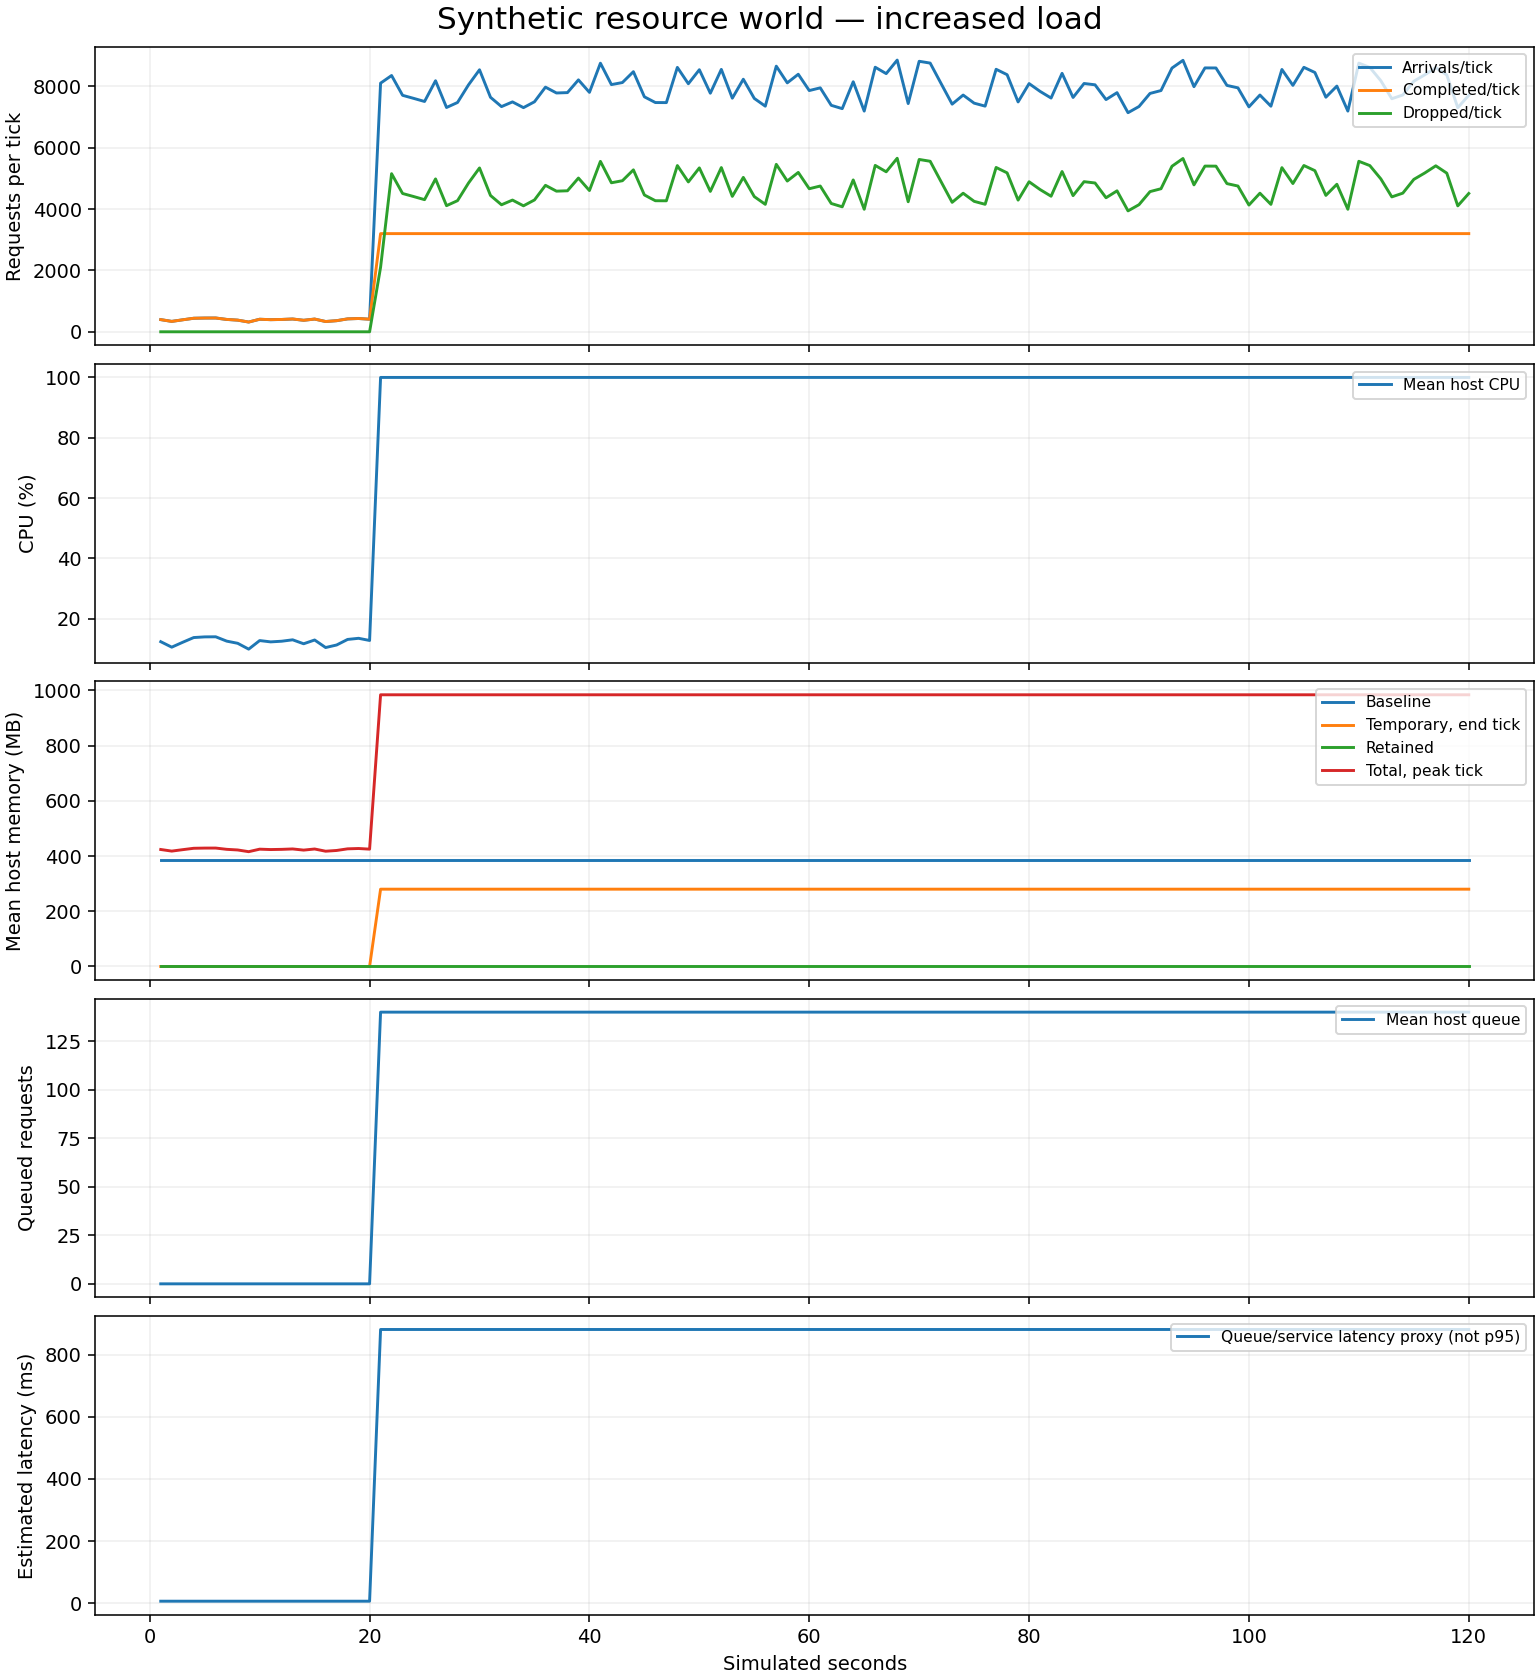 Synthetic resource world — increased load
Requests per tick
8000
6000
4000
2000
0
Arrivals/tick
Completed/tick
Dropped/tick
CPU (%)
100
80
60
40
20
Mean host CPU
Mean host memory (MB)
1000
800
600
400
200
0
Baseline
Temporary, end tick
Retained
Total, peak tick
Queued requests
125
100
75
50
25
0
Mean host queue
Estimated latency (ms)
800
600
400
200
0
Queue/service latency proxy (not p95)
0 20 40 60 80 100 120
Simulated seconds